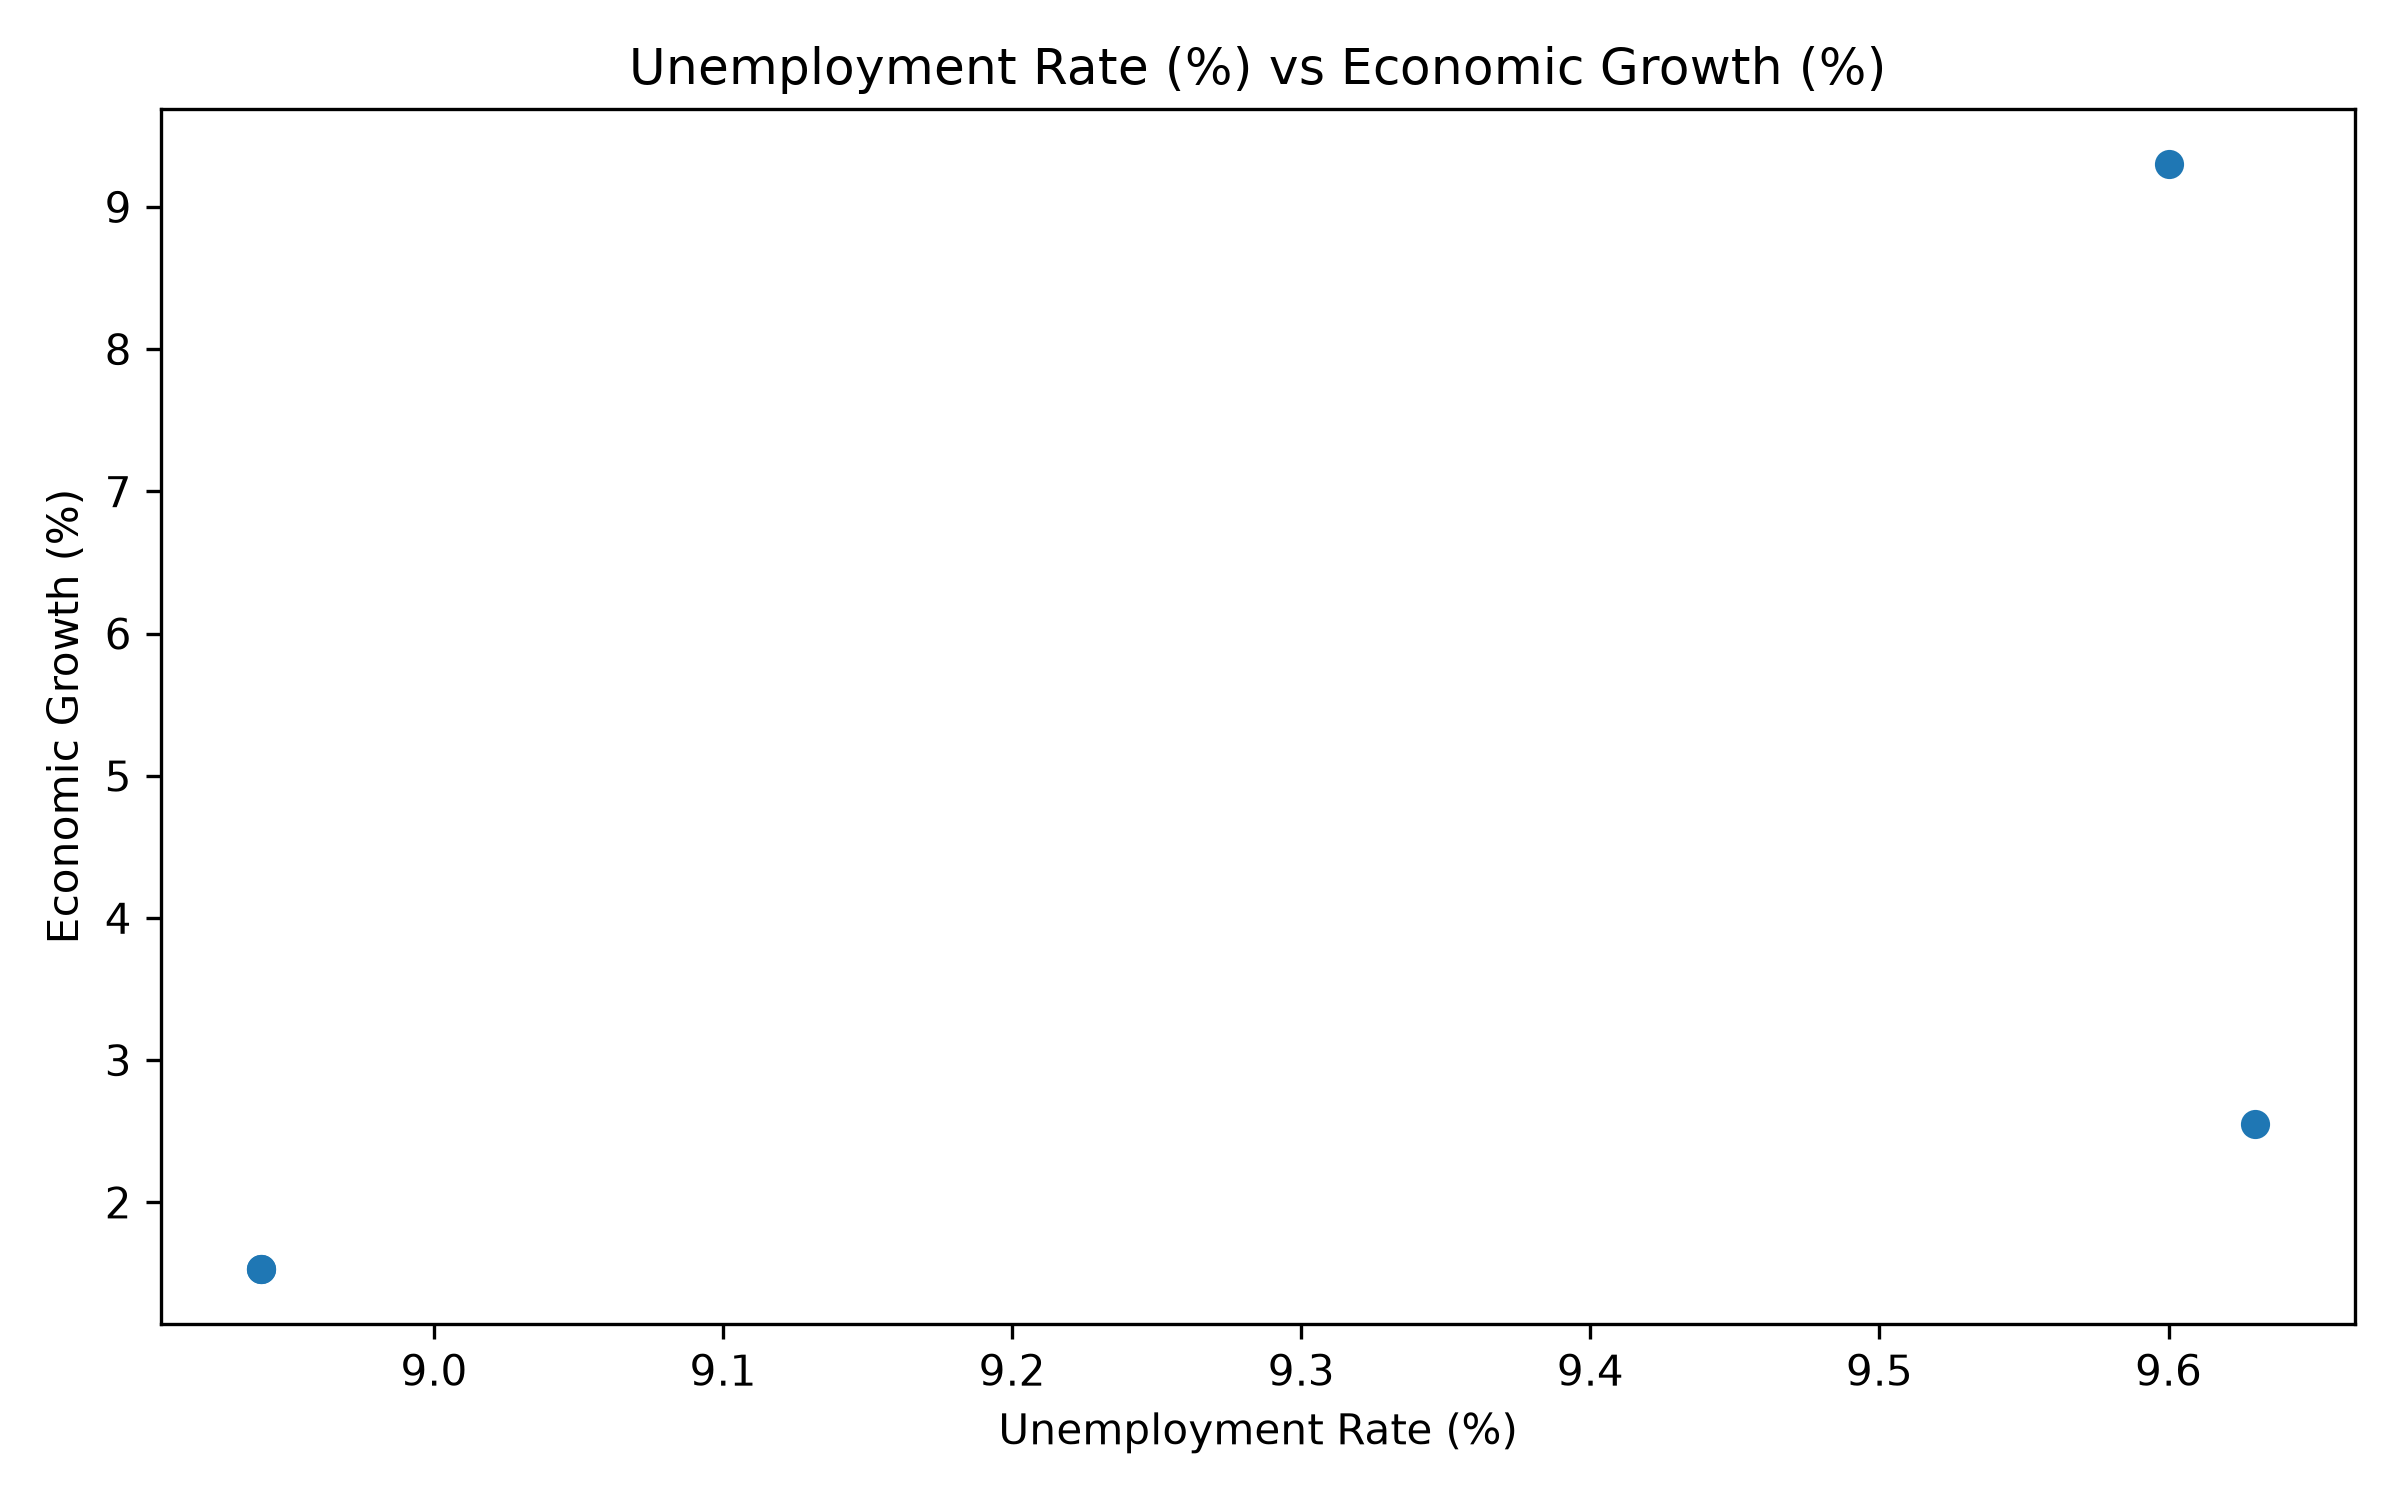 Unemployment Rate (%) vs Economic Growth (%)
Economic Growth (%)
9
8
7
6
5
4
3
2
9.0 9.1 9.2 9.3 9.4 9.5 9.6
Unemployment Rate (%)